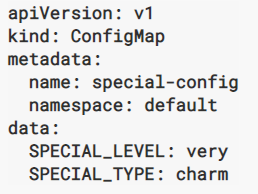 apiVersion: v1
kind: ConfigMap
metadata:
  name: special-config
  namespace: default
data:
  SPECIAL_LEVEL: very
  SPECIAL_TYPE: charm